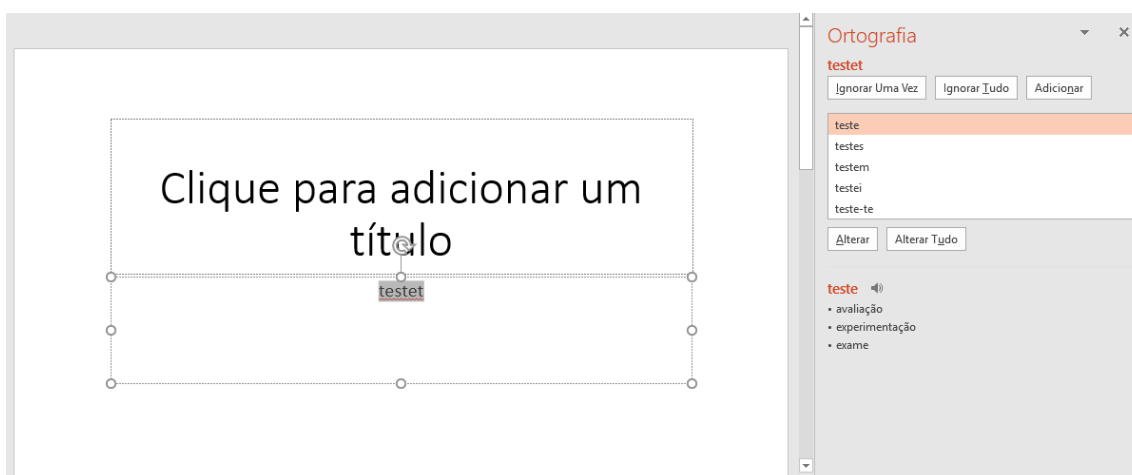 Clique para adicionar um
título
testet
Ortografia
testet
Ignorar Uma Vez
Ignorar Tudo
Adicionar
teste
testes
testem
testei
teste-te
Alterar
Alterar Tudo
teste
• avaliação
• experimentação
• exame